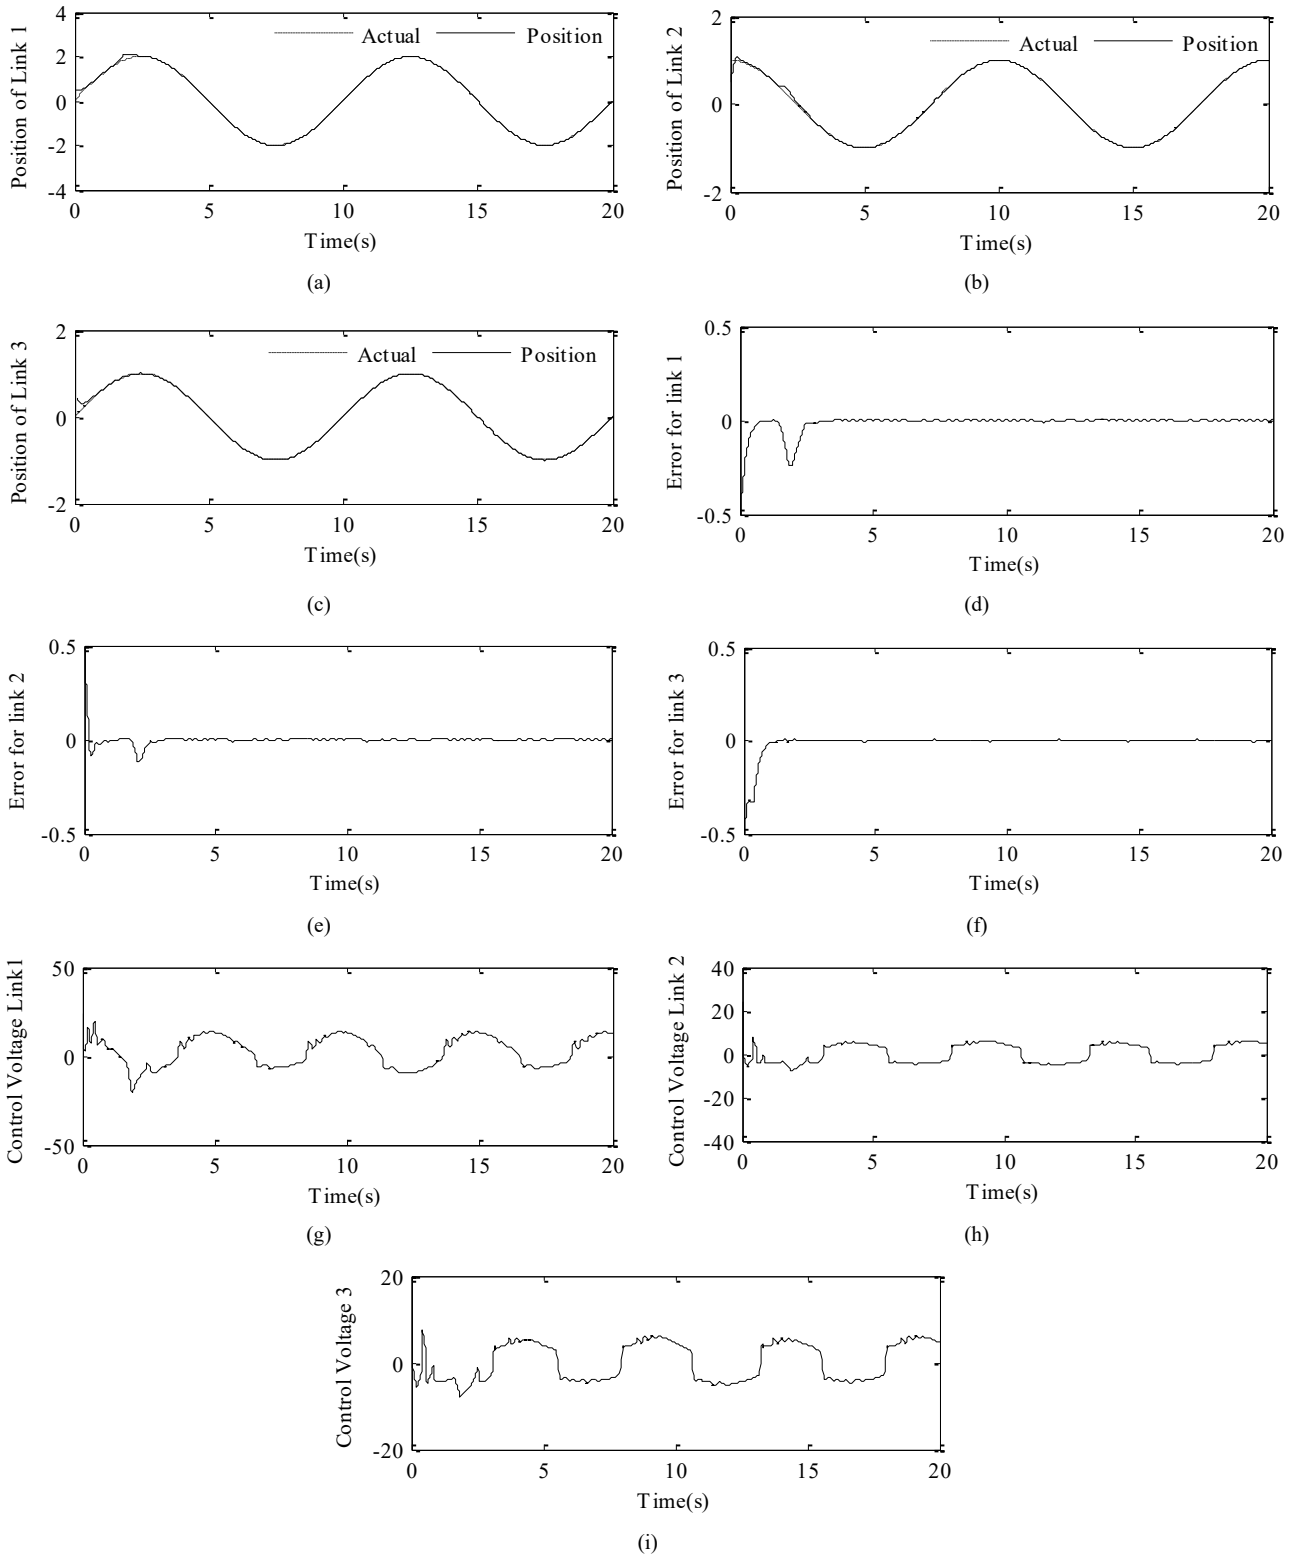 Position of Link 1
4
2
0
-2
-4
Actual
Position
0 5 10 15 20
Time(s)
(a)
Position of Link 2
2
0
-2
Actual
Position
0 5 10 15 20
Time(s)
(b)
Position of Link 3
2
0
-2
Actual
Position
0 5 10 15 20
Time(s)
(c)
Error for link 1
0.5
0
-0.5
0 5 10 15 20
Time(s)
(d)
Error for link 2
0.5
0
-0.5
0 5 10 15 20
Time(s)
(e)
Error for link 3
0.5
0
-0.5
0 5 10 15 20
Time(s)
(f)
Control Voltage Link1
50
0
-50
0 5 10 15 20
Time(s)
(g)
Control Voltage Link 2
40
20
0
-20
-40
0 5 10 15 20
Time(s)
(h)
Control Voltage 3
20
0
-20
0 5 10 15 20
Time(s)
(i)